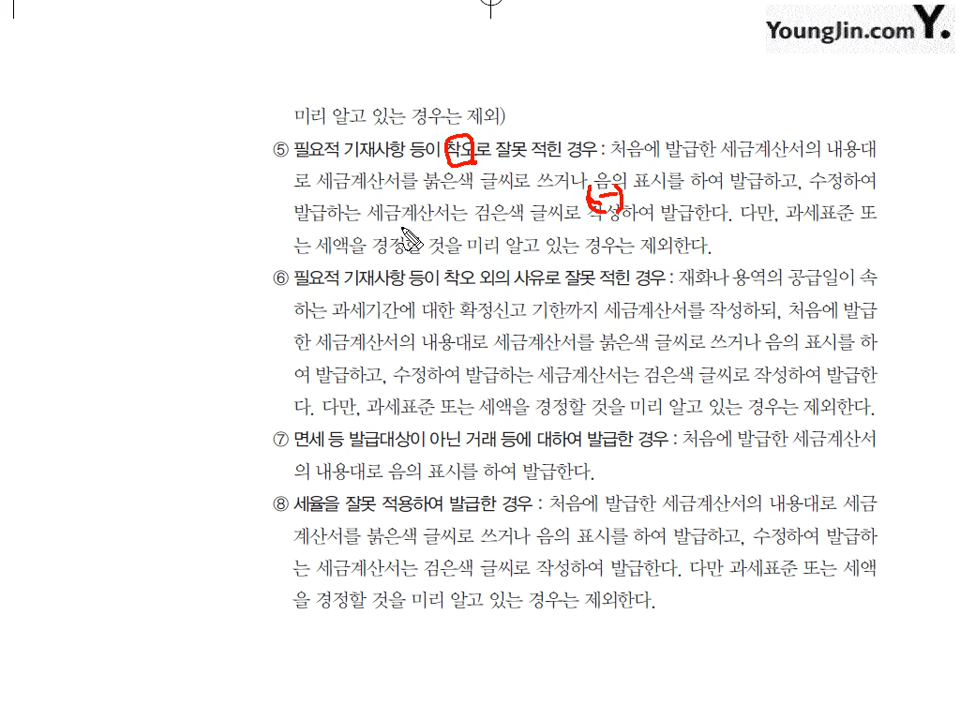 YoungJin.com Y.
미리 알고 있는 경우는 제외)
⑤ 필요적 기재사항 등이 착오로 잘못 적힌 경우 : 처음에 발급한 세금계산서의 내용대
로 세금계산서를 붉은색 글씨로 쓰거나 음의 표시를 하여 발급하고, 수정하여
발급하는 세금계산서는 검은색 글씨로 작성하여 발급한다. 다만, 과세표준 또
는 세액을 경정할 것을 미리 알고 있는 경우는 제외한다.
⑥ 필요적 기재사항 등이 착오 외의 사유로 잘못 적힌 경우 : 재화나 용역의 공급일이 속
하는 과세기간에 대한 확정신고 기한까지 세금계산서를 작성하되, 처음에 발급
한 세금계산서의 내용대로 세금계산서를 붉은색 글씨로 쓰거나 음의 표시를 하
여 발급하고, 수정하여 발급하는 세금계산서는 검은색 글씨로 작성하여 발급한
다. 다만, 과세표준 또는 세액을 경정할 것을 미리 알고 있는 경우는 제외한다.
⑦ 면세 등 발급대상이 아닌 거래 등에 대하여 발급한 경우 : 처음에 발급한 세금계산서
의 내용대로 음의 표시를 하여 발급한다.
⑧ 세율을 잘못 적용하여 발급한 경우 : 처음에 발급한 세금계산서의 내용대로 세금
계산서를 붉은색 글씨로 쓰거나 음의 표시를 하여 발급하고, 수정하여 발급하
는 세금계산서는 검은색 글씨로 작성하여 발급한다. 다만 과세표준 또는 세액
을 경정할 것을 미리 알고 있는 경우는 제외한다.